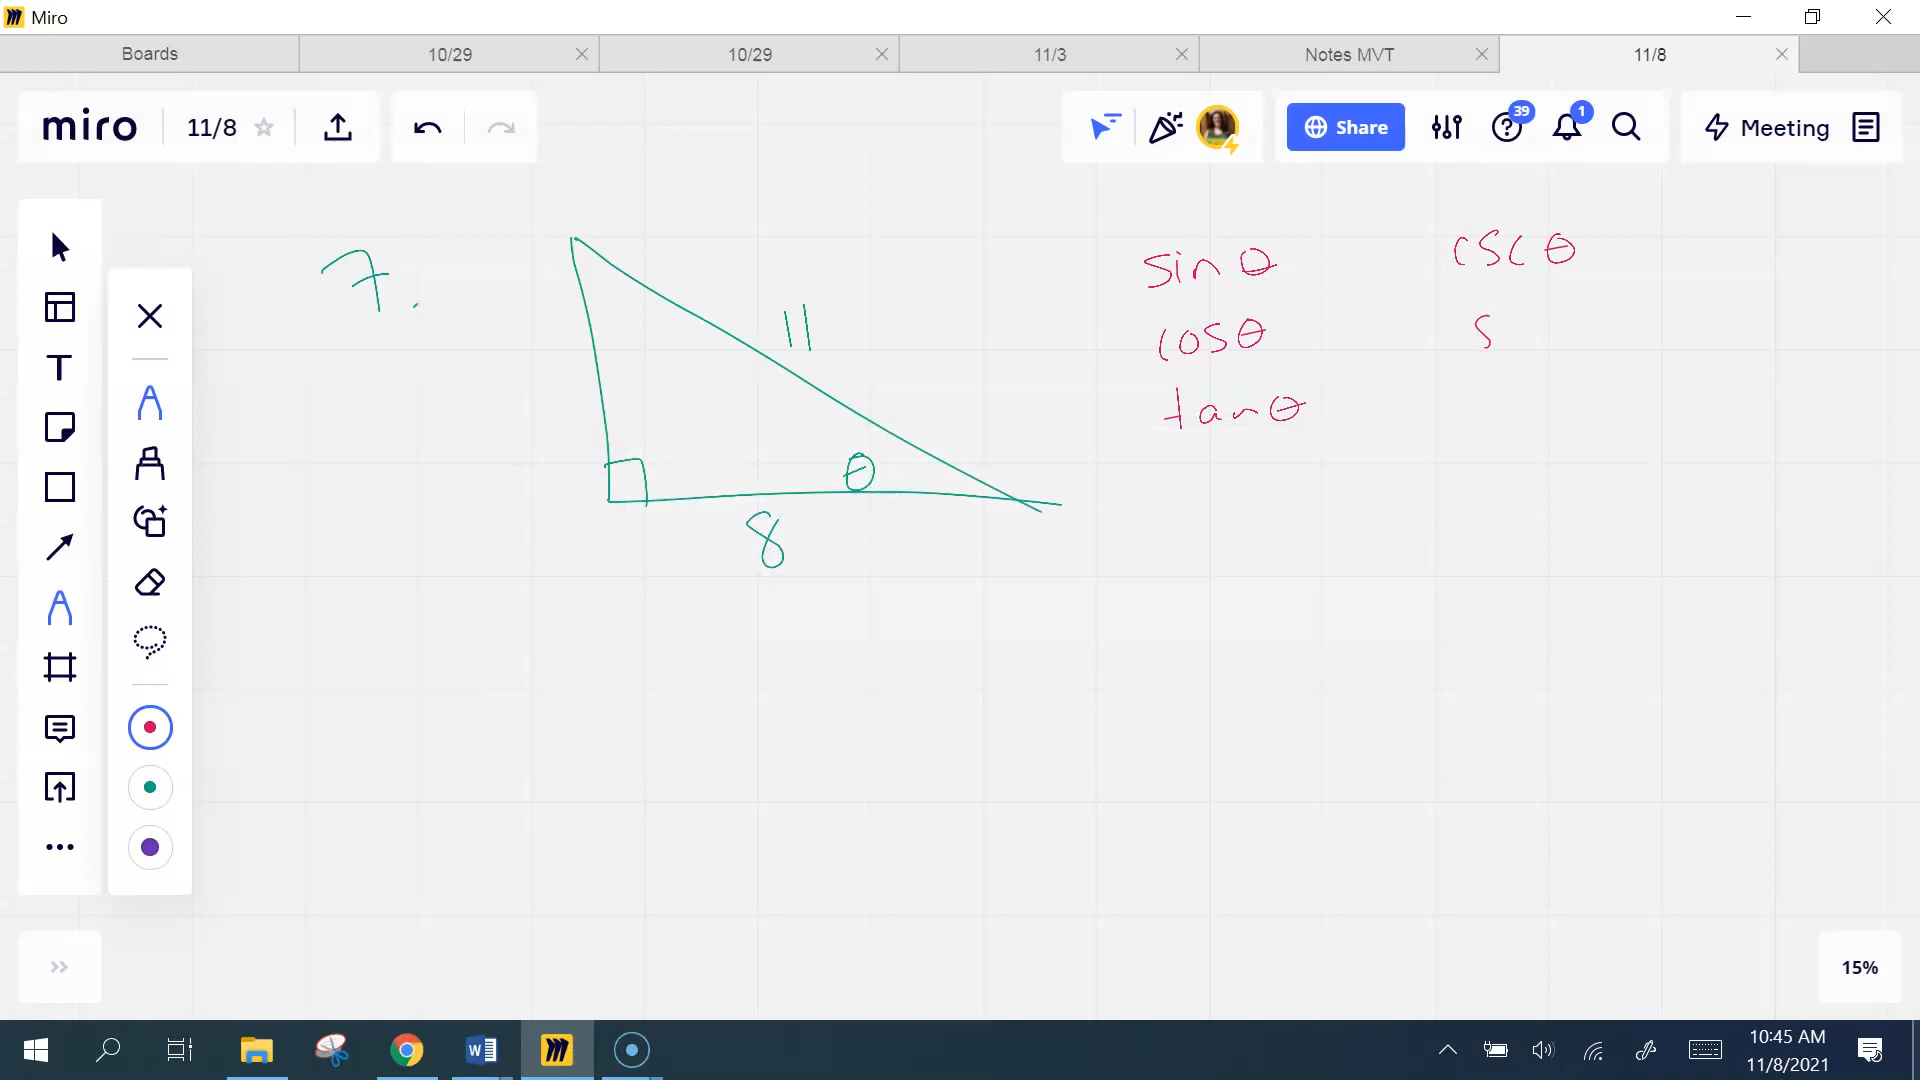 Miro
Boards 10/29 10/29 11/3 Notes MVT 11/8
miro 11/8 Share 39 1 Meeting
7.
11
θ
8
sin θ csc θ
cos θ s
tan θ
T
15%
10:45 AM
11/8/2021